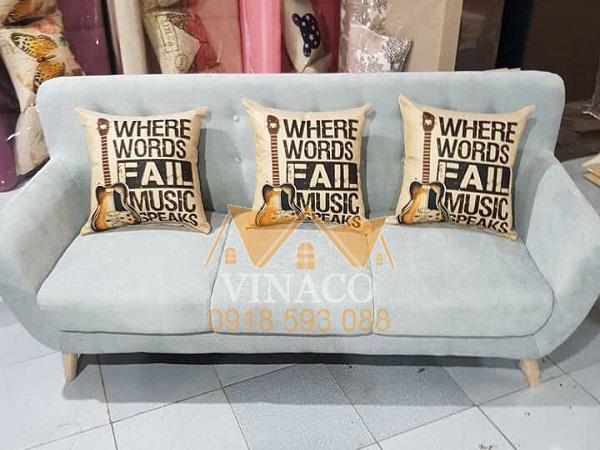 WHERE
WORDS
FAIL
MUSIC
SPEAKS
WHERE
WORDS
FAIL
MUSIC
SPEAKS
WHERE
WORDS
FAIL
MUSIC
SPEAKS
VINACO
0918 593 088